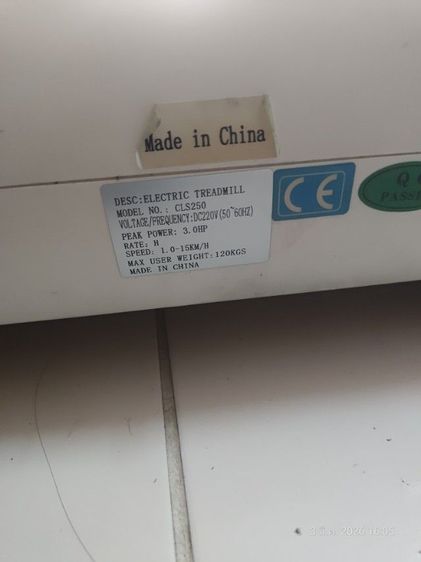 Made in China
DESC:ELECTRIC TREADMILL
MODEL NO.: CLS250
VOLTAGE/FREQUENCY:DC220V(50~60HZ)
PEAK POWER: 3.0HP
RATE: H
SPEED: 1.0-15KM/H
MAX USER WEIGHT:120KGS
MADE IN CHINA
CE
Q
PASS